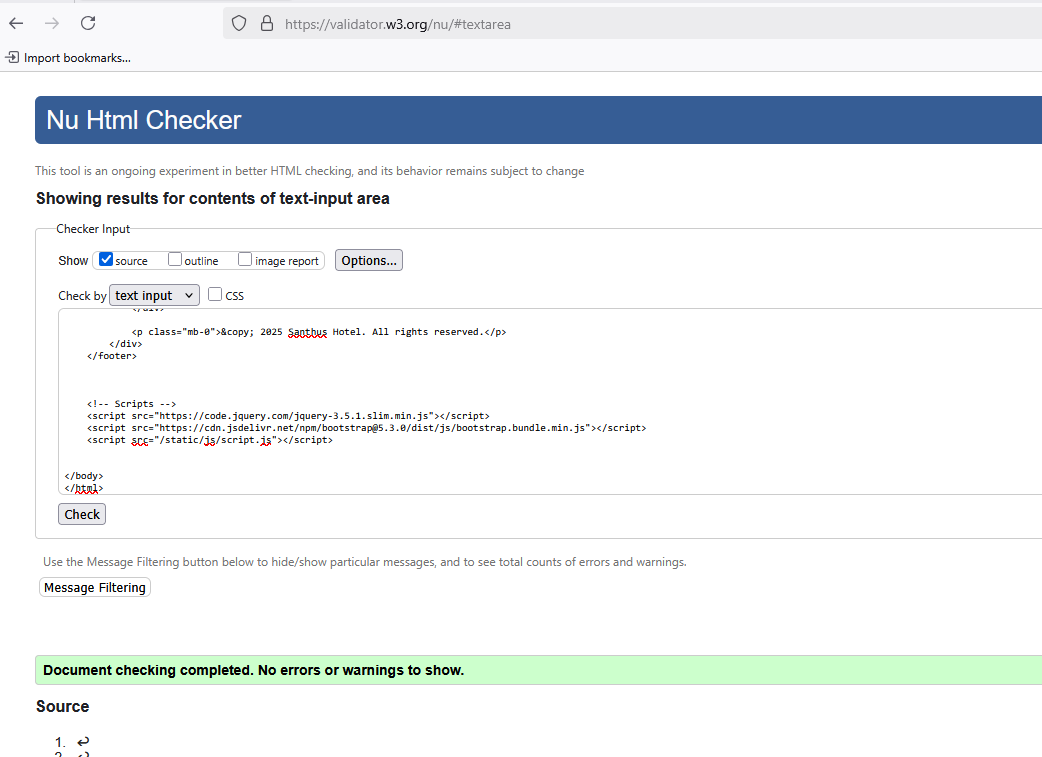 https://validator.w3.org/nu/#textarea
Import bookmarks...
Nu Html Checker
This tool is an ongoing experiment in better HTML checking, and its behavior remains subject to change
Showing results for contents of text-input area
Checker Input
Show source outline image report Options...
Check by text input CSS
</div>
<p class="mb-0">&copy; 2025 Santhus Hotel. All rights reserved.</p>
</div>
</footer>
<!-- Scripts -->
<script src="https://code.jquery.com/jquery-3.5.1.slim.min.js"></script>
<script src="https://cdn.jsdelivr.net/npm/bootstrap@5.3.0/dist/js/bootstrap.bundle.min.js"></script>
<script src="/static/js/script.js"></script>
</body>
</html>
Check
Use the Message Filtering button below to hide/show particular messages, and to see total counts of errors and warnings.
Message Filtering
Document checking completed. No errors or warnings to show.
Source
1. ↩
2. ↩